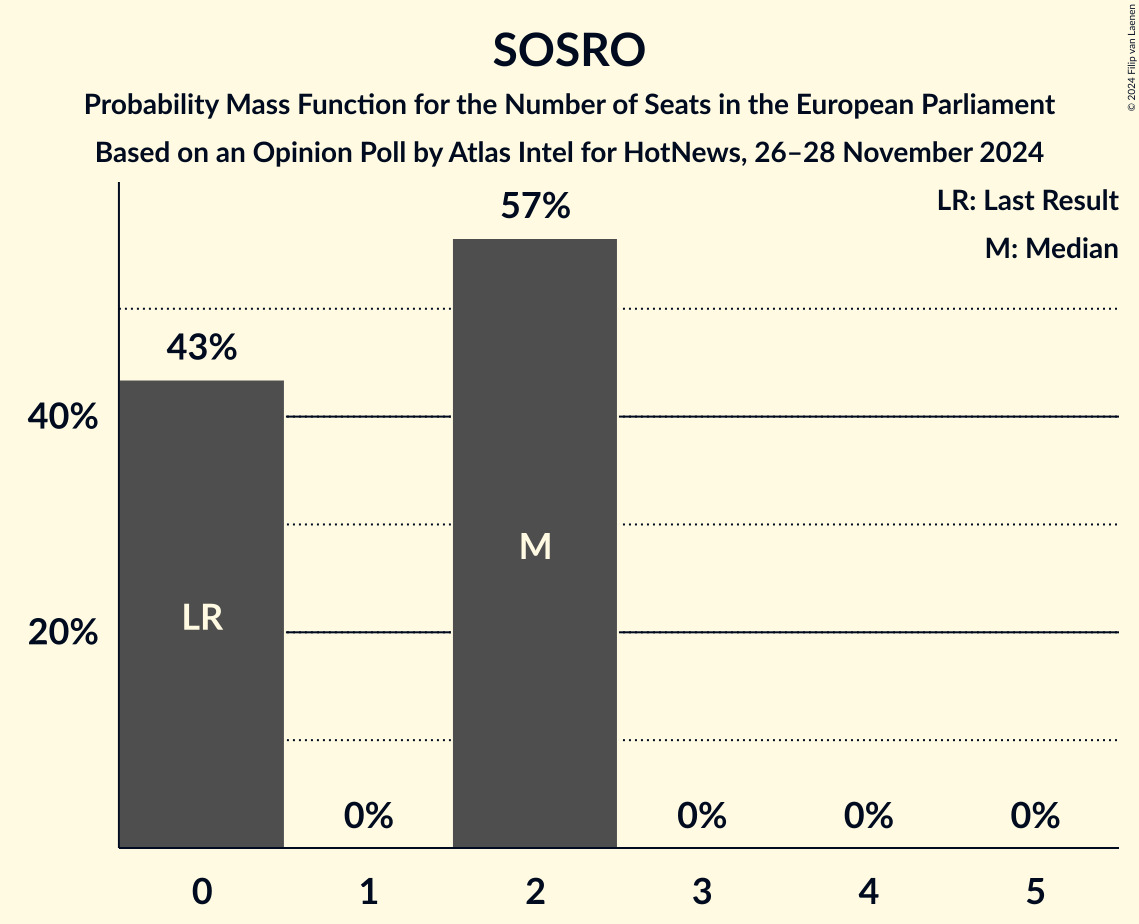 SOSRO
Probability Mass Function for the Number of Seats in the European Parliament
Based on an Opinion Poll by Atlas Intel for HotNews, 26–28 November 2024
© 2024 Filip van Laenen
LR: Last Result
M: Median
57%
43%
40%
M
LR
20%
0%
0%
0%
0%
0
1
2
3
4
5